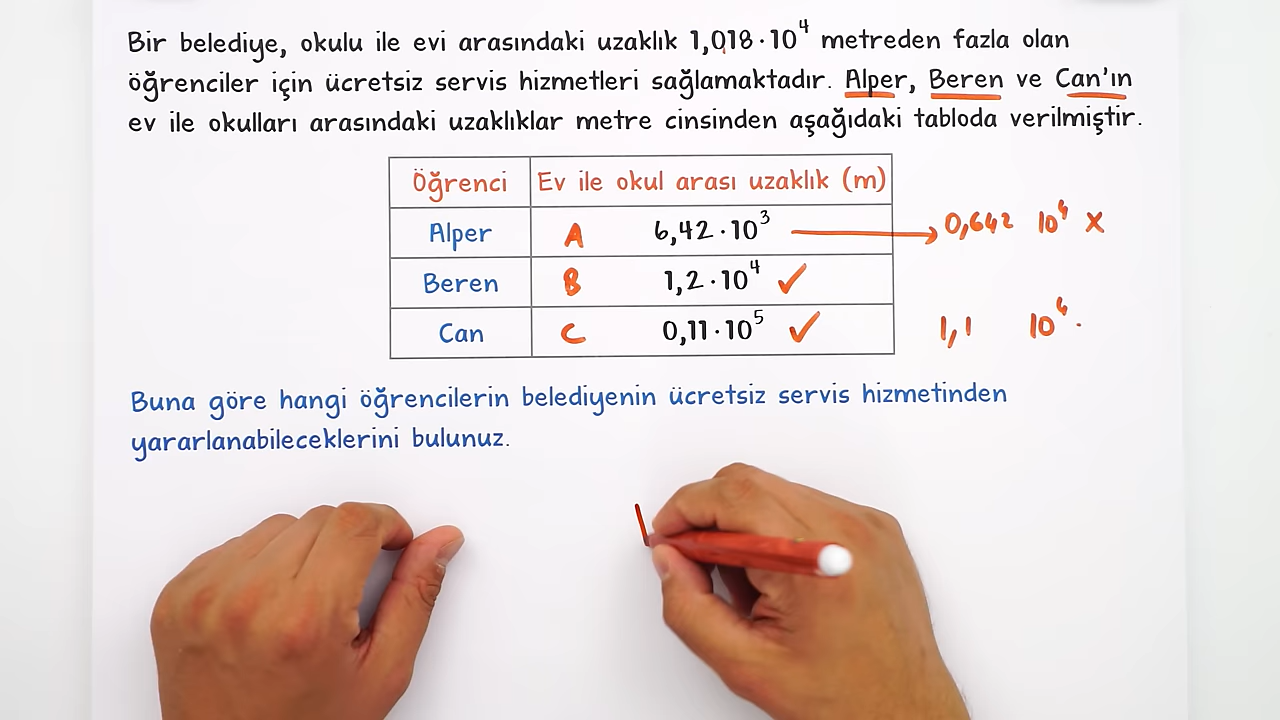 Bir belediye, okulu ile evi arasındaki uzaklık 1,018·10⁴ metreden fazla olan
öğrenciler için ücretsiz servis hizmetleri sağlamaktadır. Alper, Beren ve Can'ın
ev ile okulları arasındaki uzaklıklar metre cinsinden aşağıdaki tabloda verilmiştir.
Öğrenci Ev ile okul arası uzaklık (m)
Alper A 6,42·10³ → 0,642 10⁴ X
Beren B 1,2·10⁴ ✓
Can C 0,11·10⁵ ✓ 1,1 10⁴·
Buna göre hangi öğrencilerin belediyenin ücretsiz servis hizmetinden
yararlanabileceklerini bulunuz.